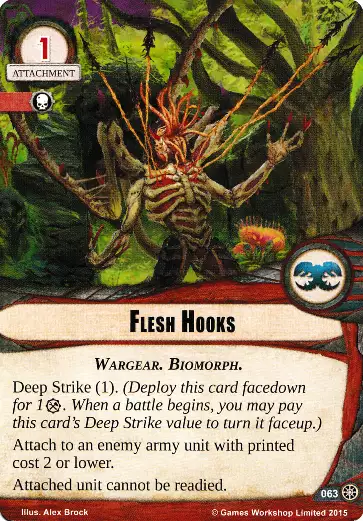 1
ATTACHMENT
FLESH HOOKS
WARGEAR. BIOMORPH.
Deep Strike (1). (Deploy this card facedown
for 1. When a battle begins, you may pay
this card's Deep Strike value to turn it faceup.)
Attach to an enemy army unit with printed
cost 2 or lower.
Attached unit cannot be readied.
063
Illus. Alex Brock
© Games Workshop Limited 2015